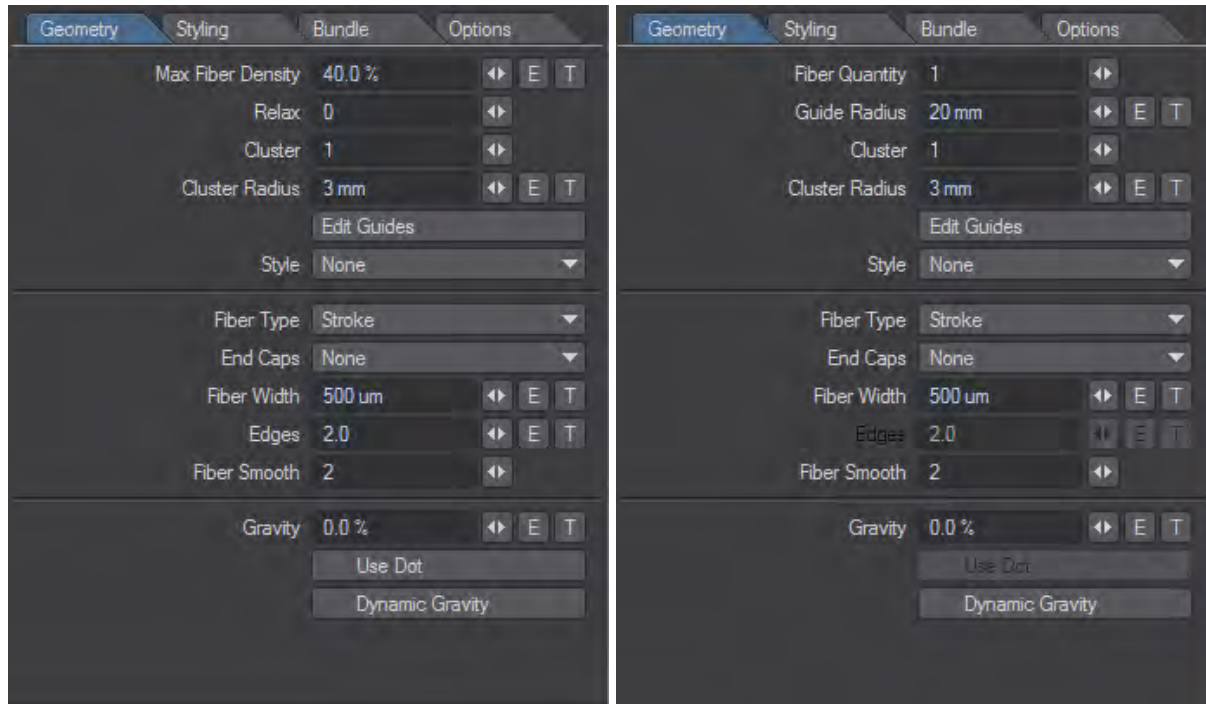 Geometry Styling Bundle Options
Max Fiber Density 40.0 % E T
Relax 0
Cluster 1
Cluster Radius 3 mm E T
Edit Guides
Style None
Fiber Type Stroke
End Caps None
Fiber Width 500 um E T
Edges 2.0 E T
Fiber Smooth 2
Gravity 0.0 % E T
Use Dot
Dynamic Gravity
Geometry Styling Bundle Options
Fiber Quantity 1
Guide Radius 20 mm E T
Cluster 1
Cluster Radius 3 mm E T
Edit Guides
Style None
Fiber Type Stroke
End Caps None
Fiber Width 500 um E T
Edges 2.0 E T
Fiber Smooth 2
Gravity 0.0 % E T
Use Dot
Dynamic Gravity